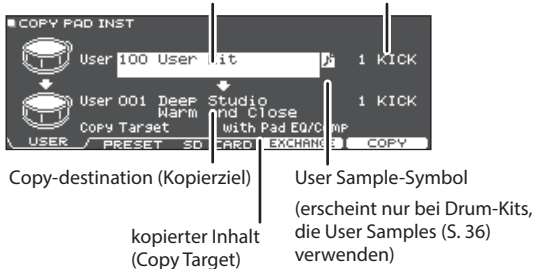 COPY PAD INST
User 100 User Kit 1 KICK
User 001 Deep Studio 1 KICK
Warm and Close
Copy Target with Pad EQ/Comp
USER PRESET SD CARD EXCHANGE COPY
Copy-destination (Kopierziel)
User Sample-Symbol
(erscheint nur bei Drum-Kits,
die User Samples (S. 36)
verwenden)
kopierter Inhalt
(Copy Target)